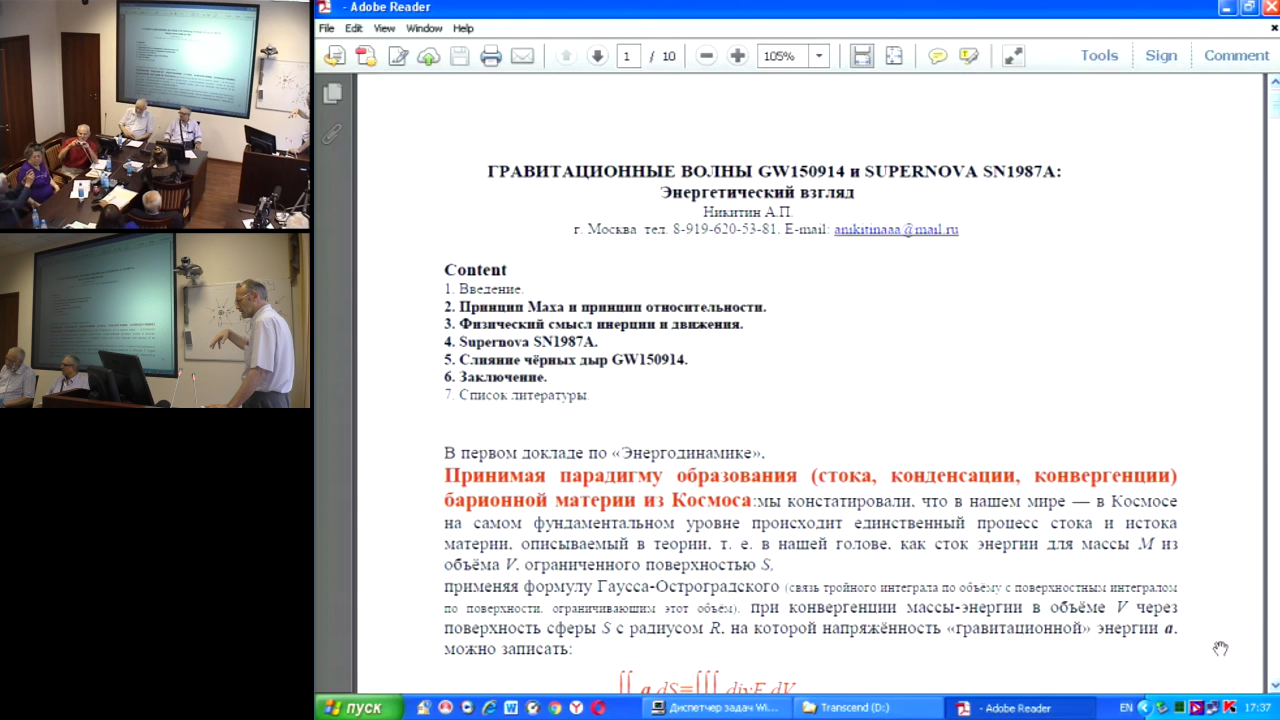 - Adobe Reader
File Edit View Window Help
1 / 10 105% Tools Sign Comment
ГРАВИТАЦИОННЫЕ ВОЛНЫ GW150914 и SUPERNOVA SN1987A:
Энергетический взгляд
Никитин А.П.
г. Москва тел. 8-919-620-53-81, E-mail: anikitinaaa@mail.ru
Content
1. Введение.
2. Принцип Маха и принцип относительности.
3. Физический смысл инерции и движения.
4. Supernova SN1987A.
5. Слияние чёрных дыр GW150914.
6. Заключение.
7. Список литературы.
В первом докладе по «Энергодинамике»,
Принимая парадигму образования (стока, конденсации, конвергенции)
барионной материи из Космоса:мы констатировали, что в нашем мире — в Космосе
на самом фундаментальном уровне происходит единственный процесс стока и истока
материи, описываемый в теории, т. е. в нашей голове, как сток энергии для массы M из
объёма V, ограниченного поверхностью S,
применяя формулу Гаусса-Остроградского (связь тройного интеграла по объёму с поверхностным интегралом
по поверхности, ограничивающим этот объем), при конвергенции массы-энергии в объёме V через
поверхность сферы S с радиусом R, на которой напряжённость «гравитационной» энергии a,
можно записать:
∬ a dS=∭ divF dV
пуск Диспетчер задач Wi... Transcend (D:) - Adobe Reader EN 17:37